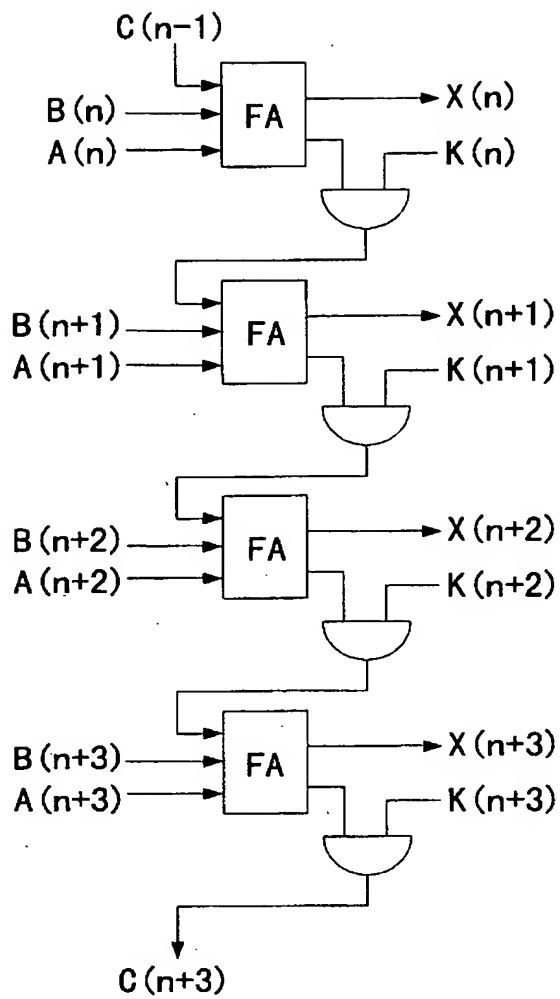 C(n-1)
B(n)
FA
X(n)
A(n)
K(n)
B(n+1)
FA
X(n+1)
A(n+1)
K(n+1)
B(n+2)
FA
X(n+2)
A(n+2)
K(n+2)
B(n+3)
FA
X(n+3)
A(n+3)
K(n+3)
C(n+3)